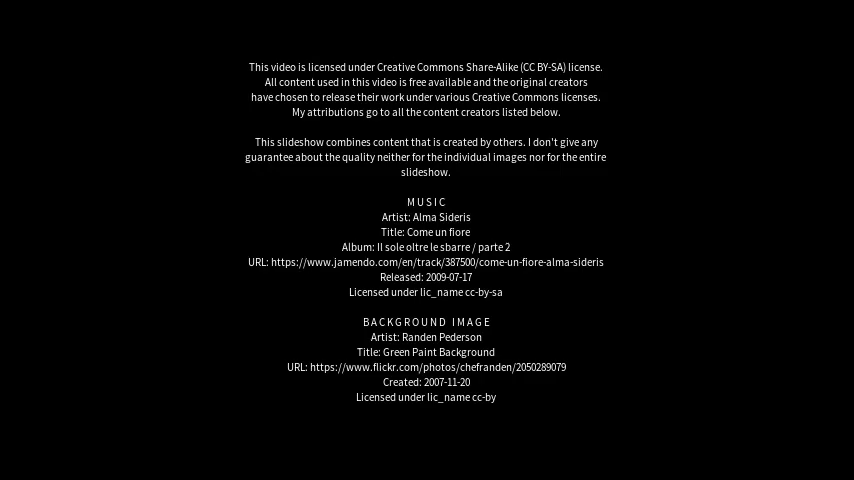 This video is licensed under Creative Commons Share-Alike (CC BY-SA) license.
All content used in this video is free available and the original creators
have chosen to release their work under various Creative Commons licenses.
My attributions go to all the content creators listed below.
This slideshow combines content that is created by others. I don't give any
guarantee about the quality neither for the individual images nor for the entire
slideshow.
MUSIC
Artist: Alma Sideris
Title: Come un fiore
Album: Il sole oltre le sbarre / parte 2
URL: https://www.jamendo.com/en/track/387500/come-un-fiore-alma-sideris
Released: 2009-07-17
Licensed under lic_name cc-by-sa
BACKGROUND IMAGE
Artist: Randen Pederson
Title: Green Paint Background
URL: https://www.flickr.com/photos/chefranden/2050289079
Created: 2007-11-20
Licensed under lic_name cc-by